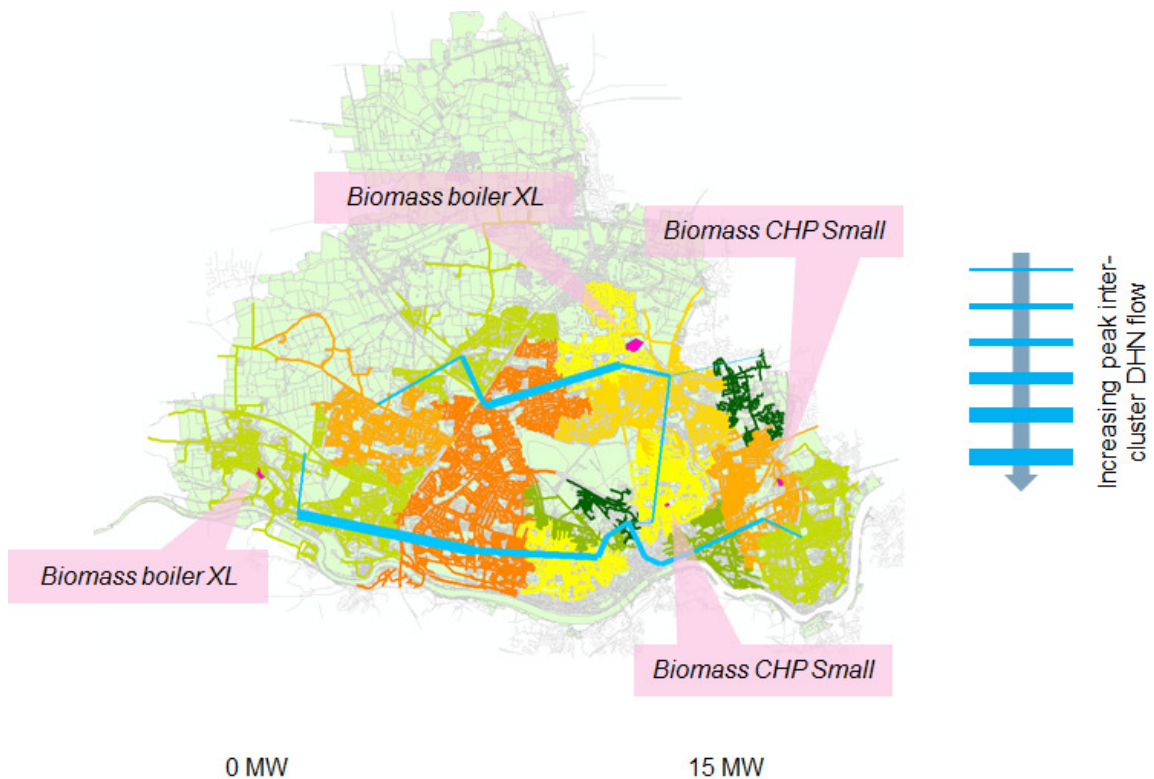 Biomass boiler XL
Biomass CHP Small
Increasing peak inter-
cluster DHN flow
Biomass boiler XL
Biomass CHP Small
0 MW
15 MW